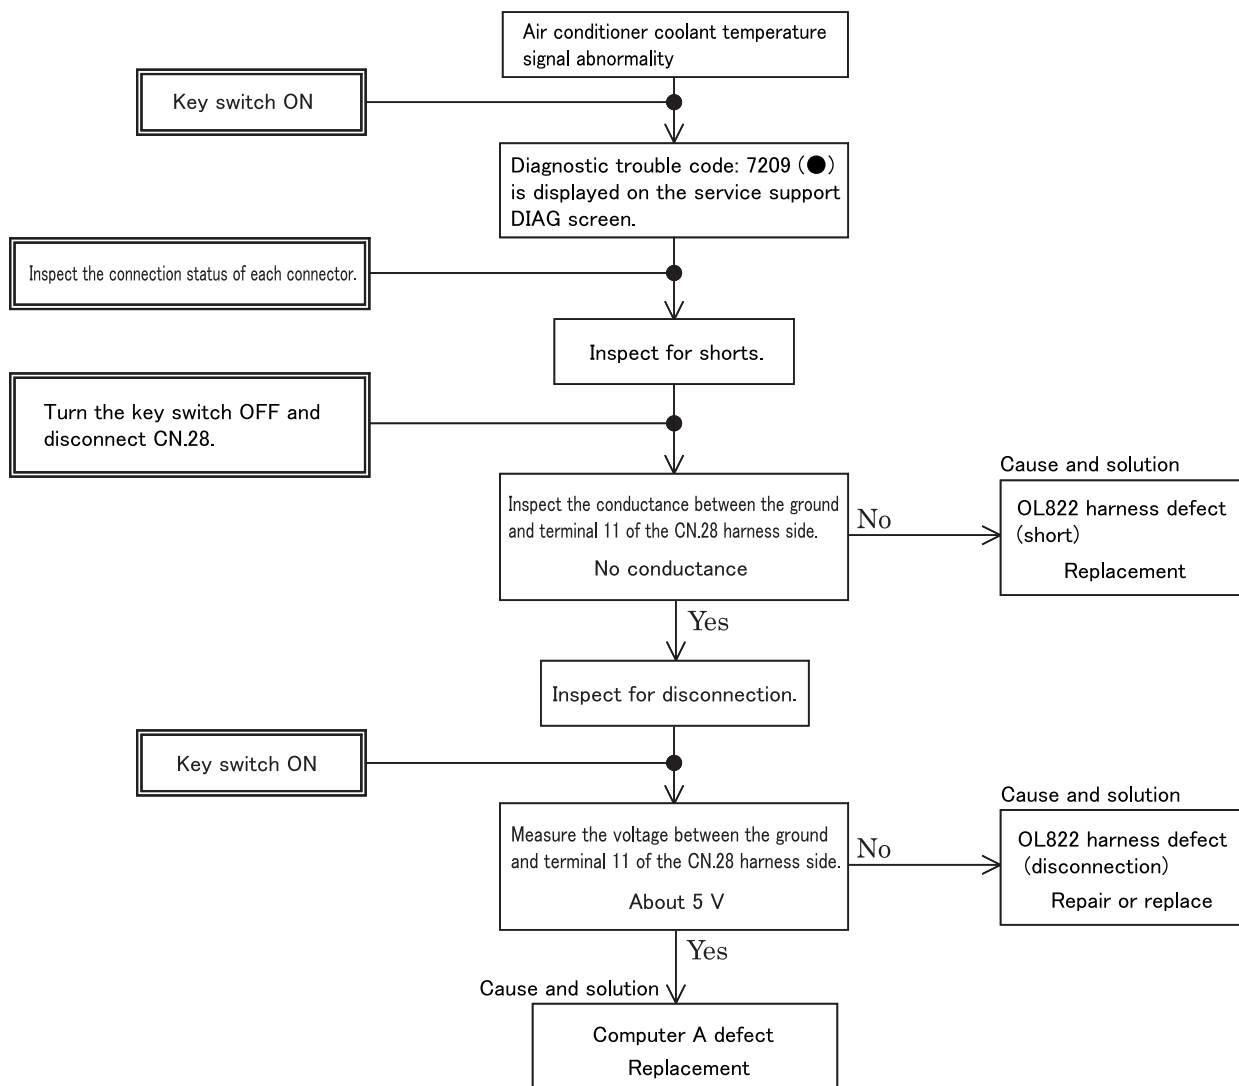 Air conditioner coolant temperature
signal abnormality
Key switch ON
Diagnostic trouble code: 7209 (●)
is displayed on the service support
DIAG screen.
Inspect the connection status of each connector.
Inspect for shorts.
Turn the key switch OFF and
disconnect CN.28.
Inspect the conductance between the ground
and terminal 11 of the CN.28 harness side.
No conductance
No
Cause and solution
OL822 harness defect
(short)
Replacement
Yes
Inspect for disconnection.
Key switch ON
Measure the voltage between the ground
and terminal 11 of the CN.28 harness side.
About 5 V
No
Cause and solution
OL822 harness defect
(disconnection)
Repair or replace
Yes
Cause and solution
Computer A defect
Replacement